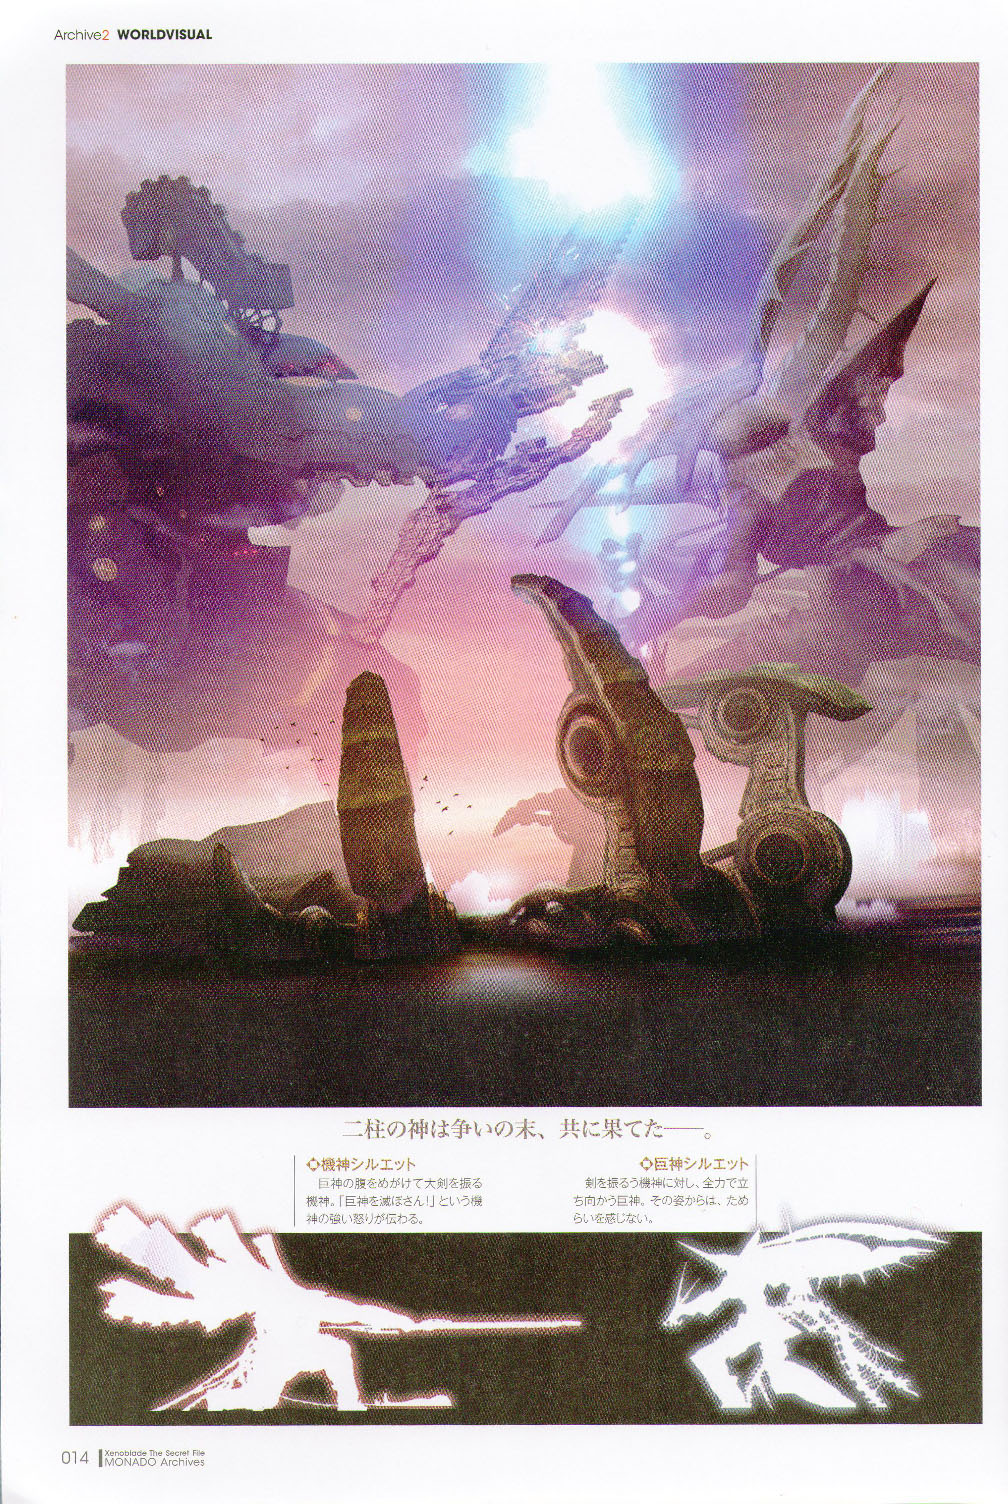 Archive2 WORLDVISUAL
二柱の神は争いの末、共に果てた——。
機神シルエット
巨神の腹をめがけて大剣を振る
機神。「巨神を滅ぼさん!」という機
神の強い怒りが伝わる。
巨神シルエット
剣を振るう機神に対し、全力で立
ち向かう巨神。その姿からは、ため
らいを感じない。
014
Xenoblade The Secret File
MONADO Archives